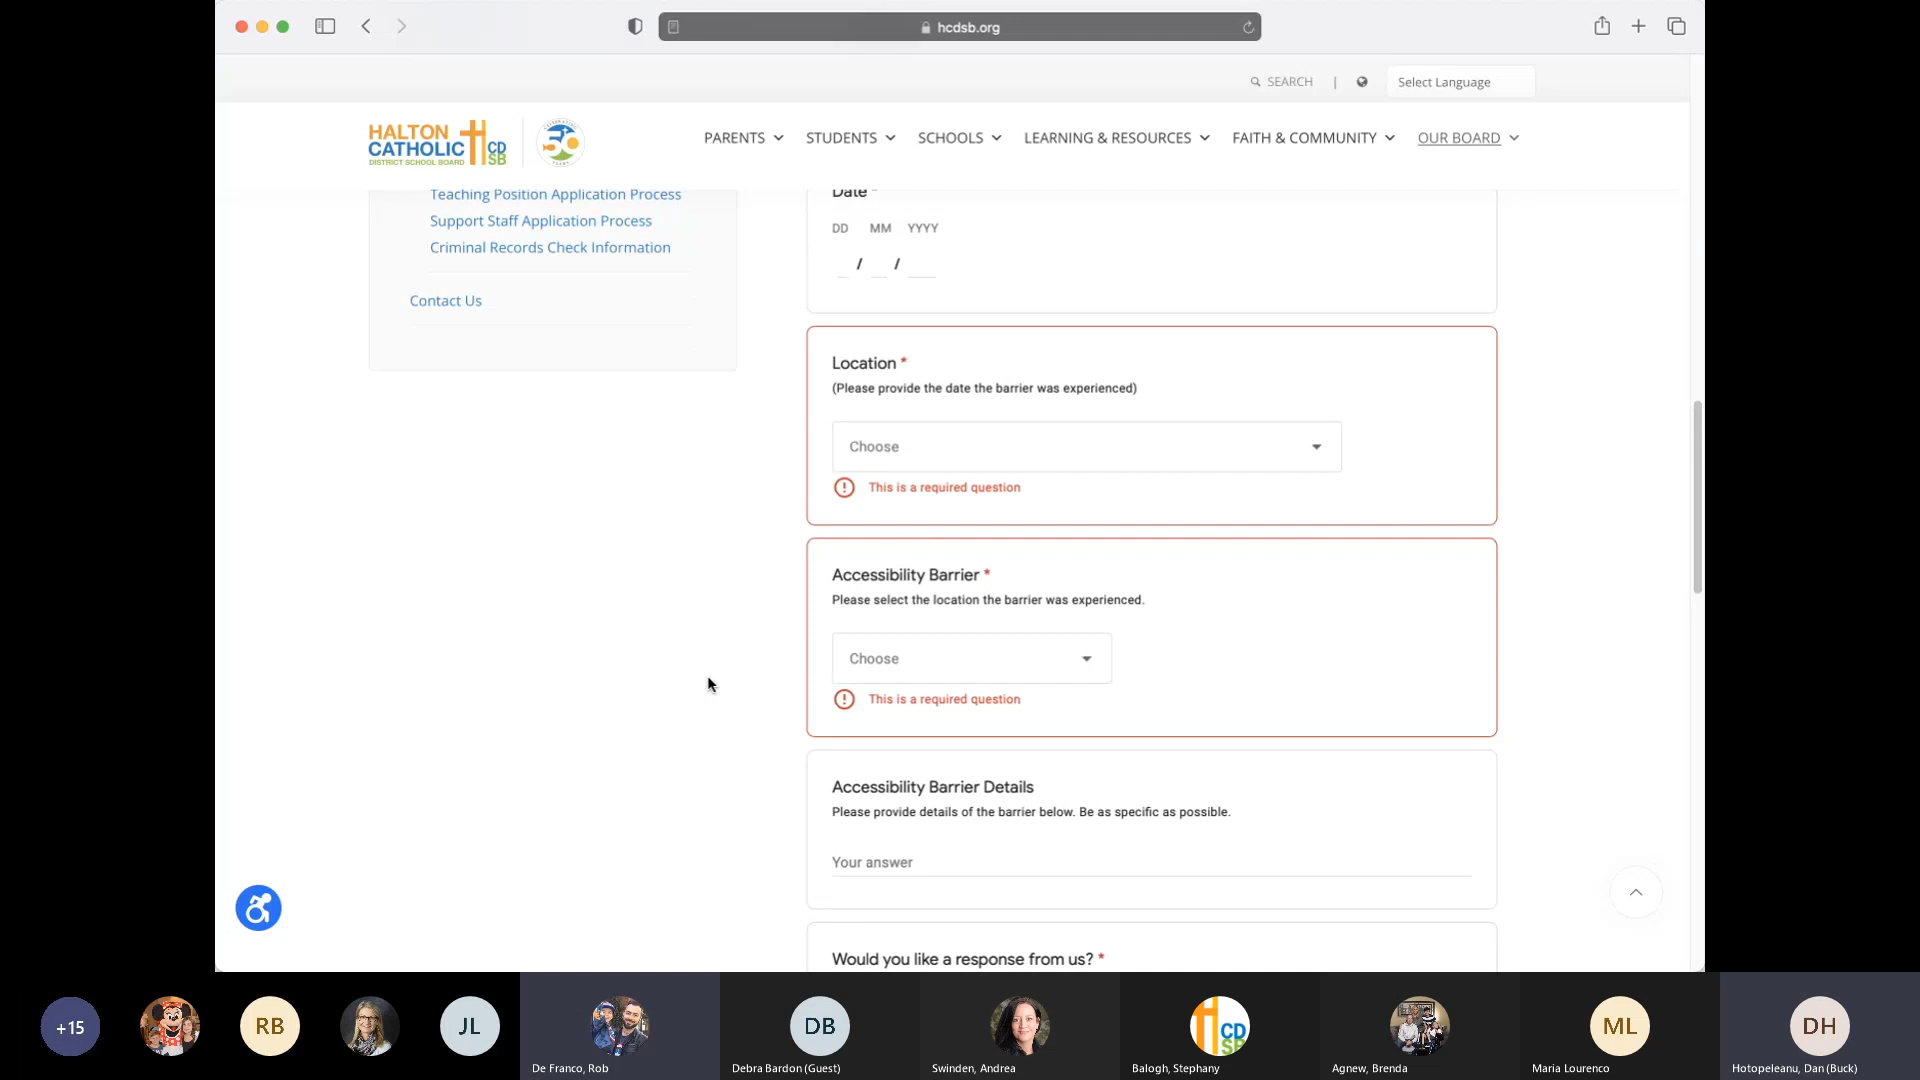 hcdsb.org
SEARCH | Select Language
HALTON
CATHOLIC CD
DISTRICT SCHOOL BOARD SB
PARENTS STUDENTS SCHOOLS LEARNING & RESOURCES FAITH & COMMUNITY OUR BOARD
Teaching Position Application Process
Support Staff Application Process
Criminal Records Check Information
Contact Us
Date *
DD MM YYYY
/ /
Location *
(Please provide the date the barrier was experienced)
Choose
This is a required question
Accessibility Barrier *
Please select the location the barrier was experienced.
Choose
This is a required question
Accessibility Barrier Details
Please provide details of the barrier below. Be as specific as possible.
Your answer
Would you like a response from us? *
+15
RB
JL
De Franco, Rob
DB
Debra Bardon (Guest)
Swinden, Andrea
CD
SB
Balogh, Stephany
Agnew, Brenda
ML
Maria Lourenco
DH
Hotopeleanu, Dan (Buck)